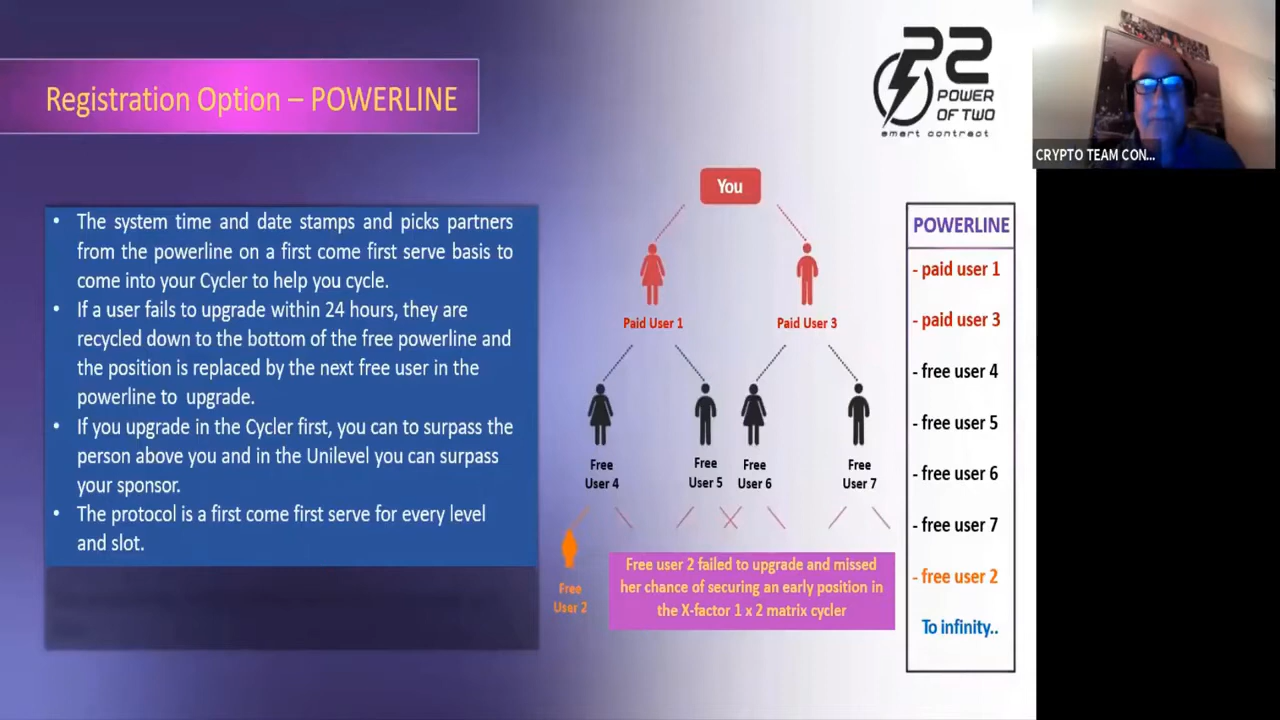 Registration Option – POWERLINE
P2
POWER
OF TWO
smart contract
CRYPTO TEAM CON...
• The system time and date stamps and picks partners
from the powerline on a first come first serve basis to
come into your Cycler to help you cycle.
• If a user fails to upgrade within 24 hours, they are
recycled down to the bottom of the free powerline and
the position is replaced by the next free user in the
powerline to upgrade.
• If you upgrade in the Cycler first, you can to surpass the
person above you and in the Unilevel you can surpass
your sponsor.
• The protocol is a first come first serve for every level
and slot.
You
Paid User 1
Paid User 3
Free
User 4
Free
User 5
Free
User 6
Free
User 7
Free
User 2
Free user 2 failed to upgrade and missed
her chance of securing an early position in
the X-factor 1 x 2 matrix cycler
POWERLINE
- paid user 1
- paid user 3
- free user 4
- free user 5
- free user 6
- free user 7
- free user 2
To infinity..